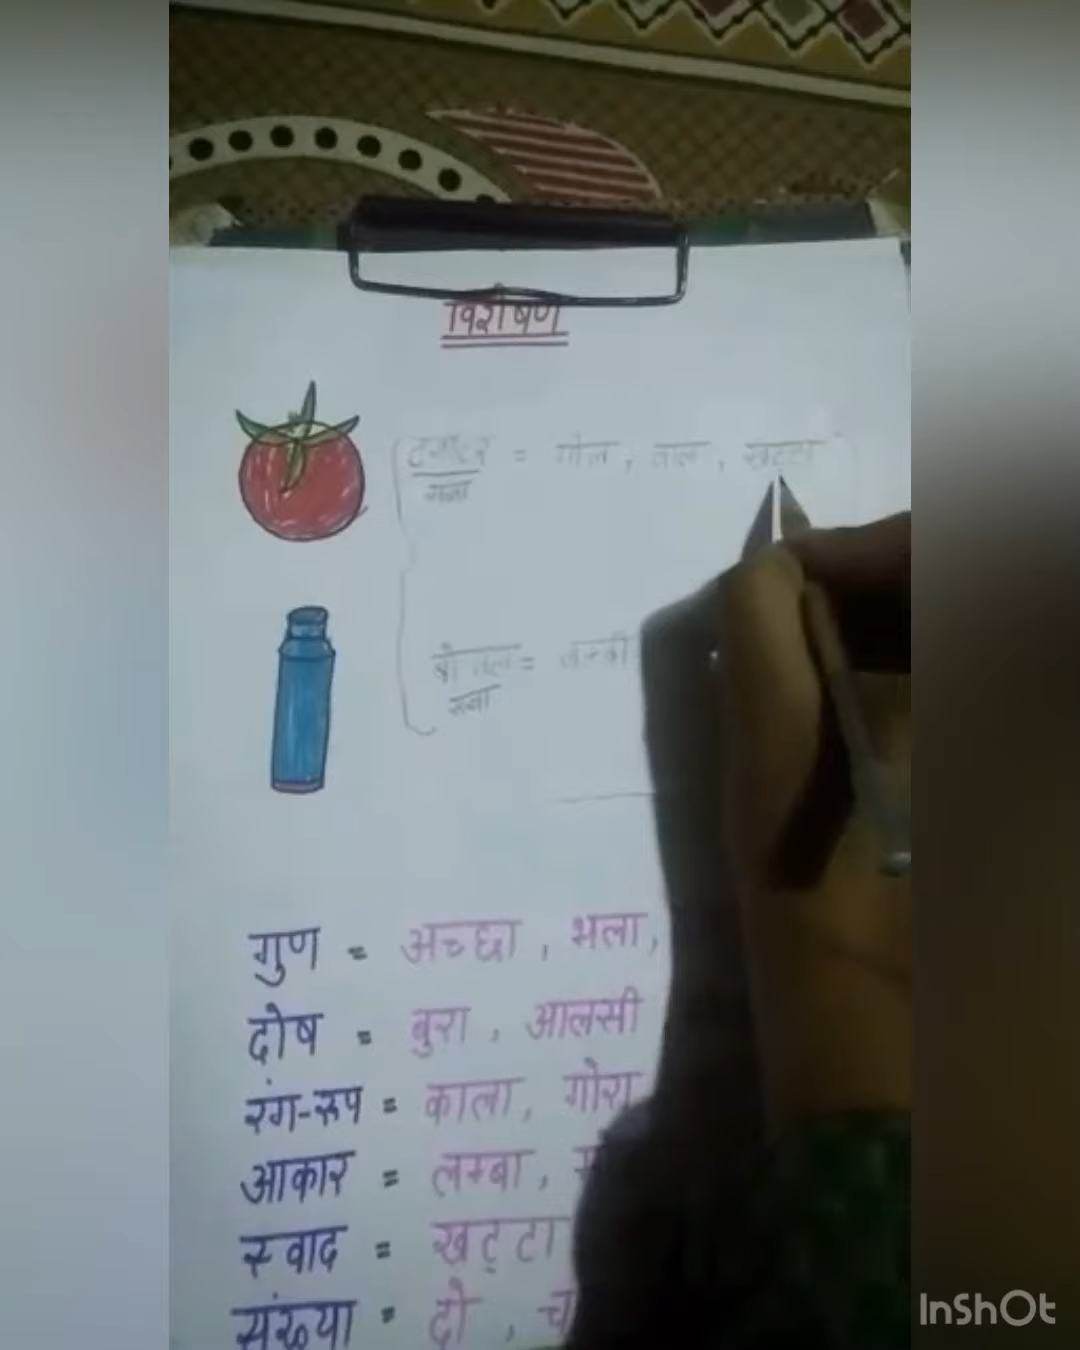 विशेषण
टमाटर = गोल, लाल, खट्टा
संज्ञा
बोतल = लम्बी
संज्ञा
गुण = अच्छा, भला,
दोष = बुरा, आलसी
रंग-रूप = काला, गोरा
आकार = लम्बा,
स्वाद = खट्टा
संख्या = दो,
InShOt